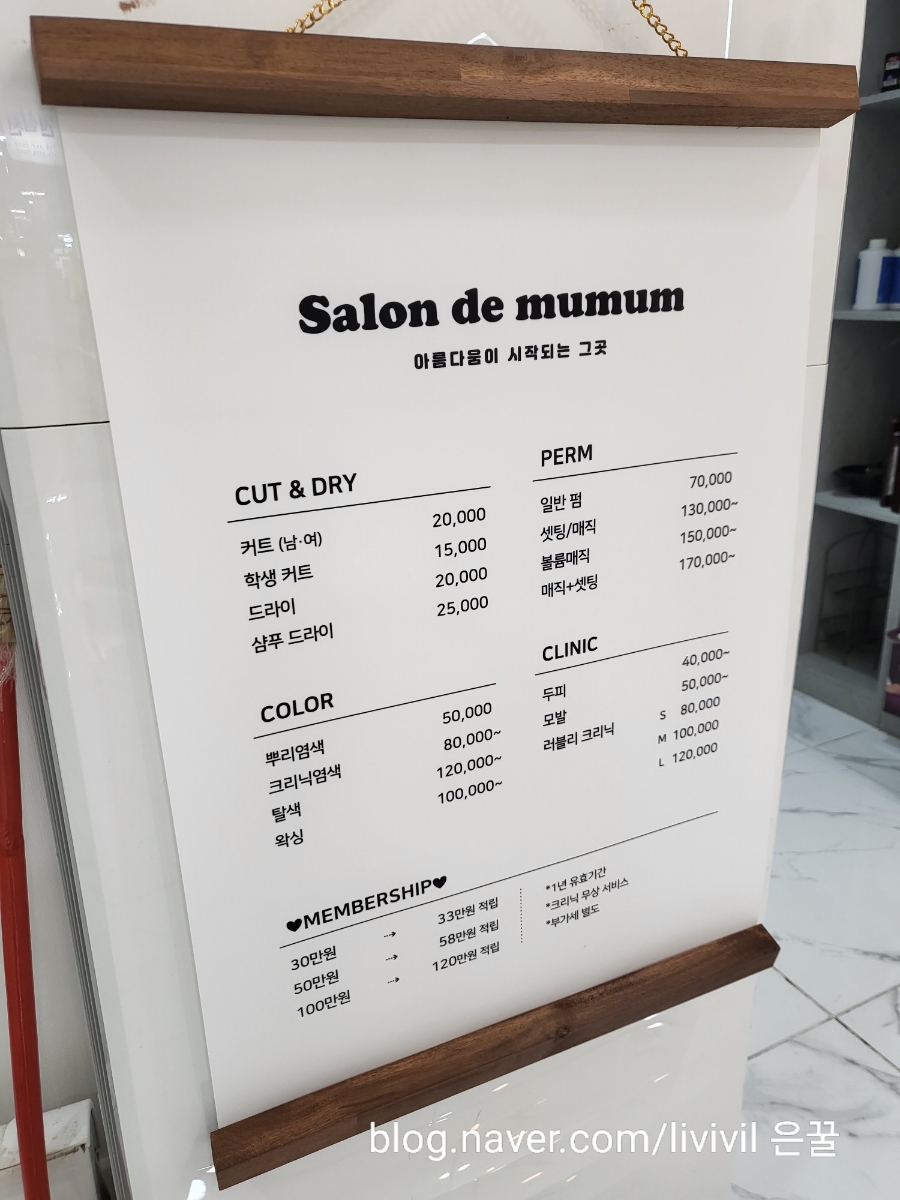 Salon de mumum
아름다움이 시작되는 그곳
CUT & DRY
커트 (남·여) 20,000
학생 커트 15,000
드라이 20,000
샴푸 드라이 25,000
PERM
일반 펌 70,000
셋팅/매직 130,000~
볼륨매직 150,000~
매직+셋팅 170,000~
COLOR
뿌리염색 50,000
크리닉염색 80,000~
탈색 120,000~
왁싱 100,000~
CLINIC
두피 40,000~
모발 50,000~
러블리 크리닉 S 80,000
M 100,000
L 120,000
♥MEMBERSHIP♥
30만원 ⇢ 33만원 적립
50만원 ⇢ 58만원 적립
100만원 ⇢ 120만원 적립
*1년 유효기간
*크리닉 무상 서비스
*부가세 별도
blog.naver.com/livivil 은꿀